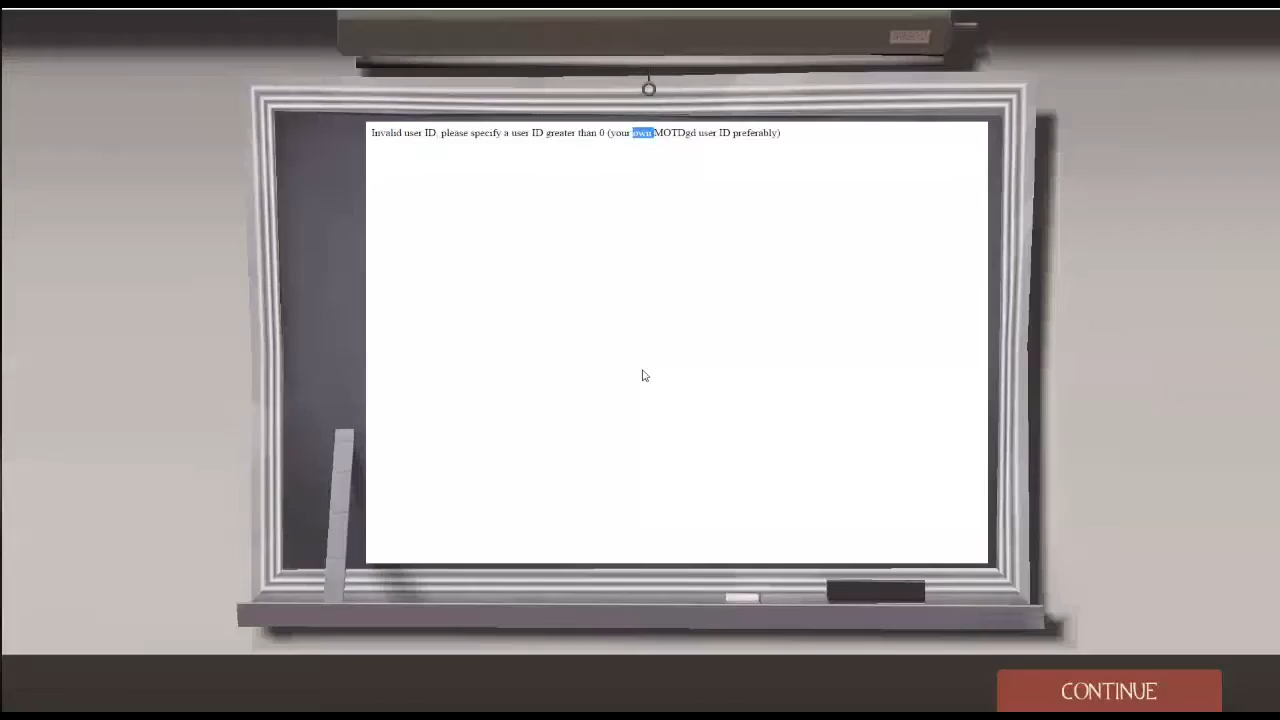 Invalid user ID, please specify a user ID greater than 0 (your own MOTDgd user ID preferably)
CONTINUE